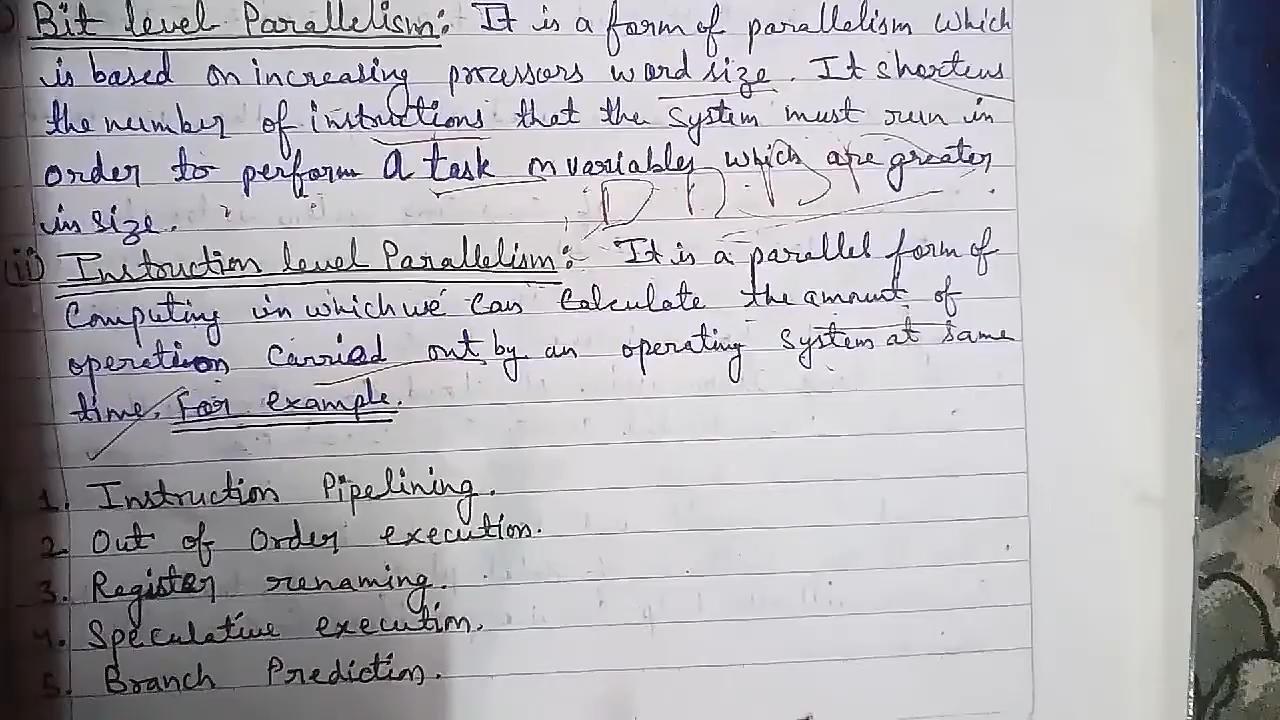 Bit level Parallelism: It is a form of parallelism which
is based on increasing processors word size. It shortens
the number of instructions that the system must run in
order to perform a task on variables which are greater
in size.
(ii) Instruction level Parallelism: It is a parallel form of
Computing in which we can Calculate the amount of
operation Carried out by an operating system at same
time. For example.
1. Instruction Pipelining.
2. Out of Order execution.
3. Register renaming.
4. Speculative execution.
5. Branch Prediction.